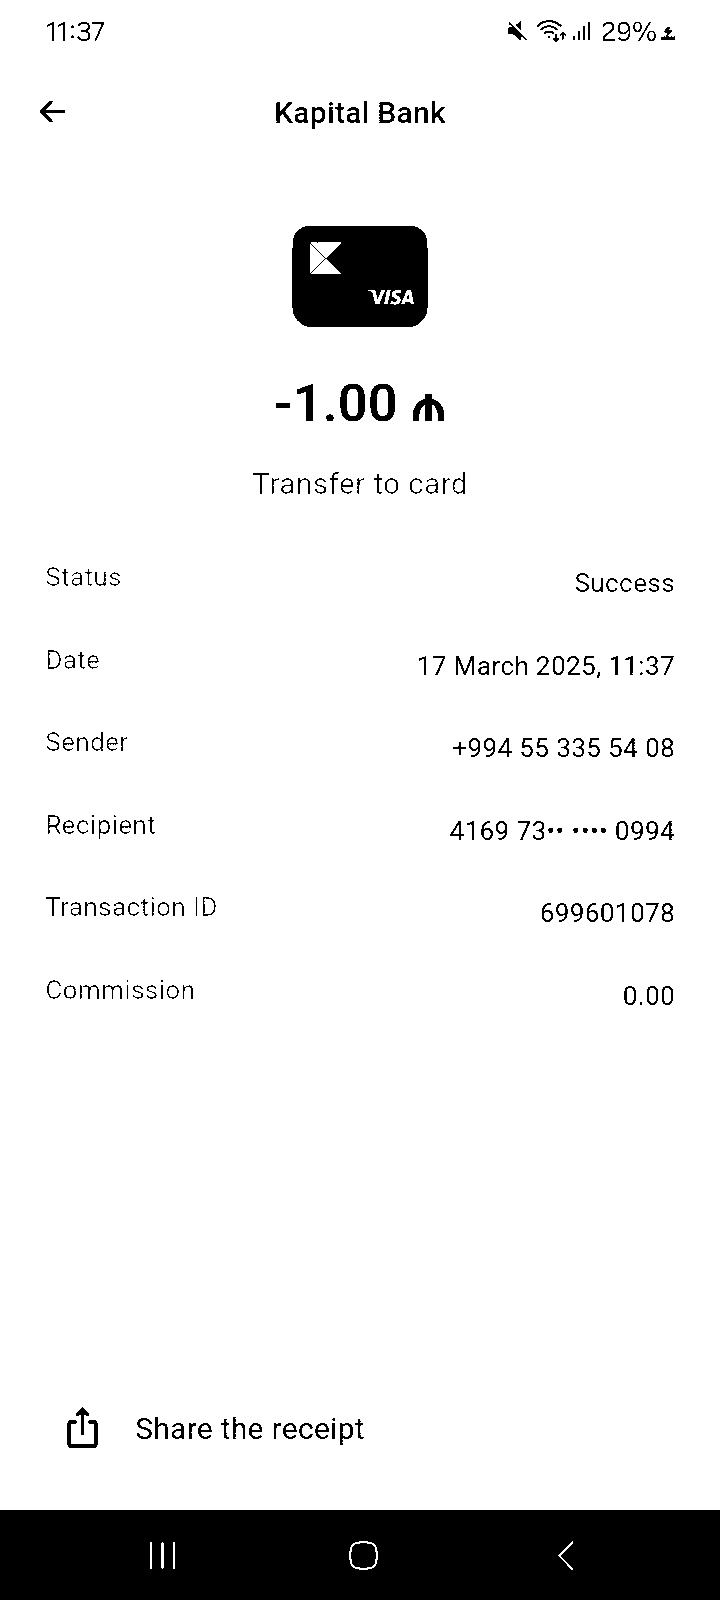 11:37 29%
Kapital Bank
VISA
-1.00 ₼
Transfer to card
Status Success
Date 17 March 2025, 11:37
Sender +994 55 335 54 08
Recipient 4169 73•• •••• 0994
Transaction ID 699601078
Commission 0.00
Share the receipt